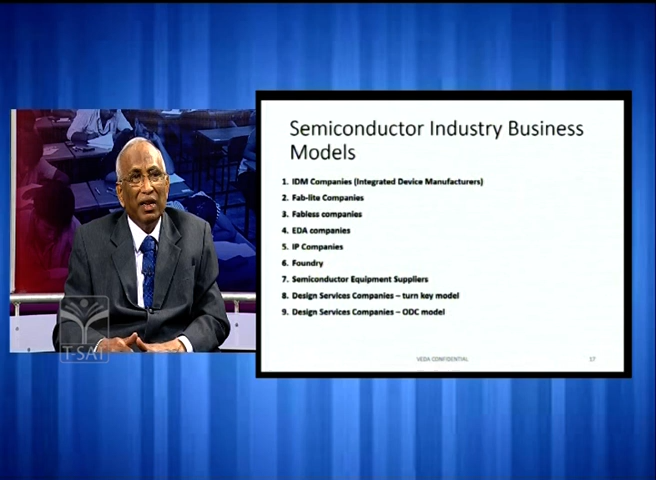 Semiconductor Industry Business
Models
1. IDM Companies (Integrated Device Manufacturers)
2. Fab-lite Companies
3. Fabless companies
4. EDA companies
5. IP Companies
6. Foundry
7. Semiconductor Equipment Suppliers
8. Design Services Companies – turn key model
9. Design Services Companies – ODC model
VEDA CONFIDENTIAL 17
T-SAT